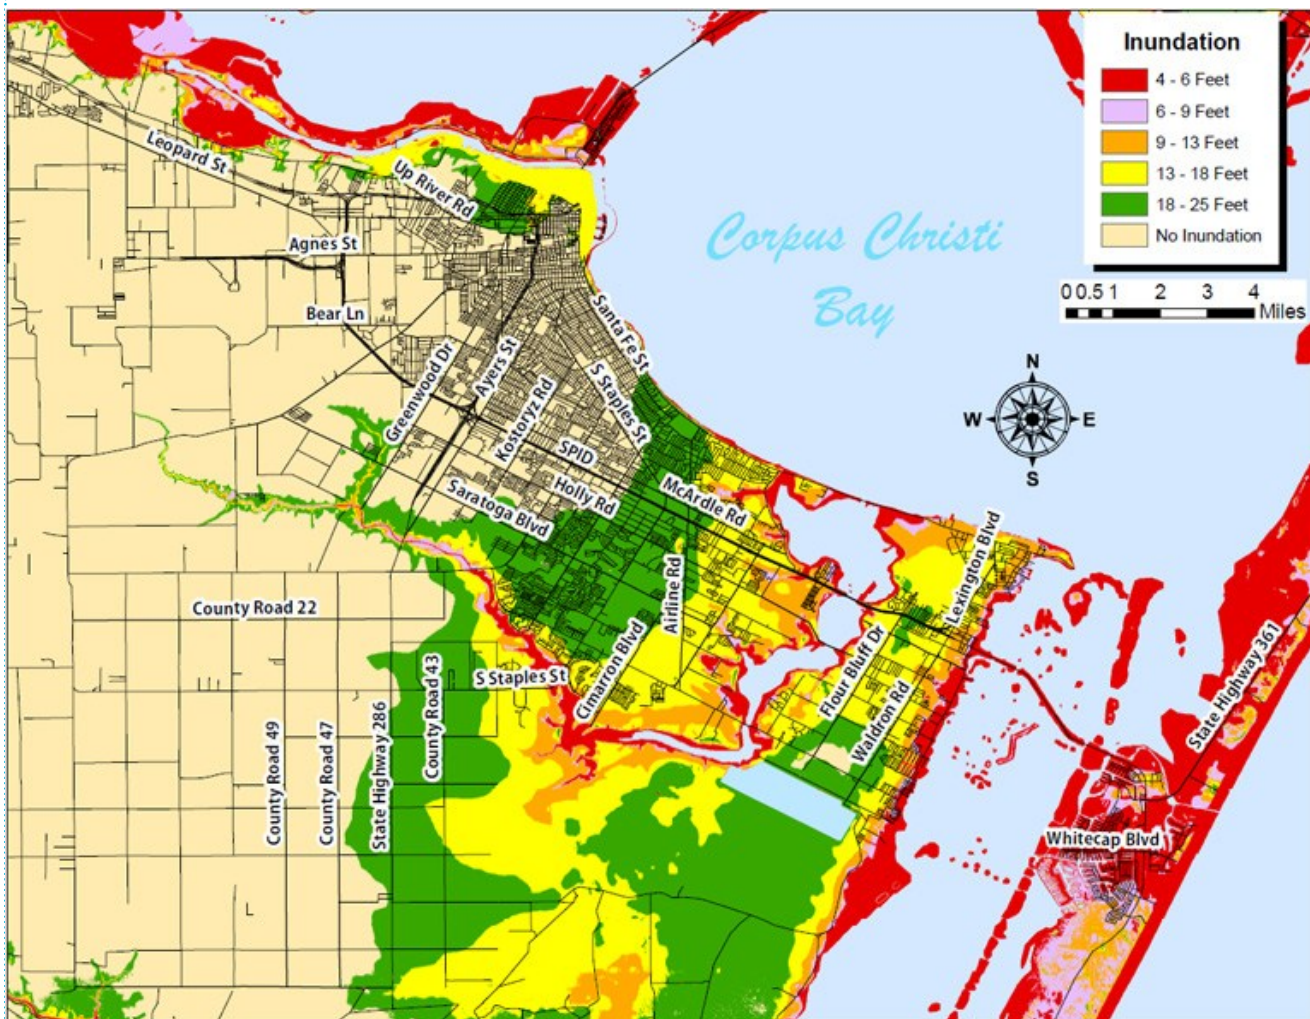 Inundation
4 - 6 Feet
6 - 9 Feet
9 - 13 Feet
13 - 18 Feet
18 - 25 Feet
No Inundation
0 0.5 1 2 3 4
Miles
Leopard St
Up River Rd
Agnes St
Bear Ln
Corpus Christi
Bay
Santa Fe St
N
W E
S
Greenwood Dr
Ayers St
Kostoryz Rd
S Staples St
SPID
Holly Rd
McArdle Rd
Saratoga Blvd
Lexington Blvd
Airline Rd
County Road 22
Cimarron Blvd
Flour Bluff Dr
State Highway 361
S Staples St
County Road 43
Waldron Rd
County Road 49
County Road 47
State Highway 286
Whitecap Blvd